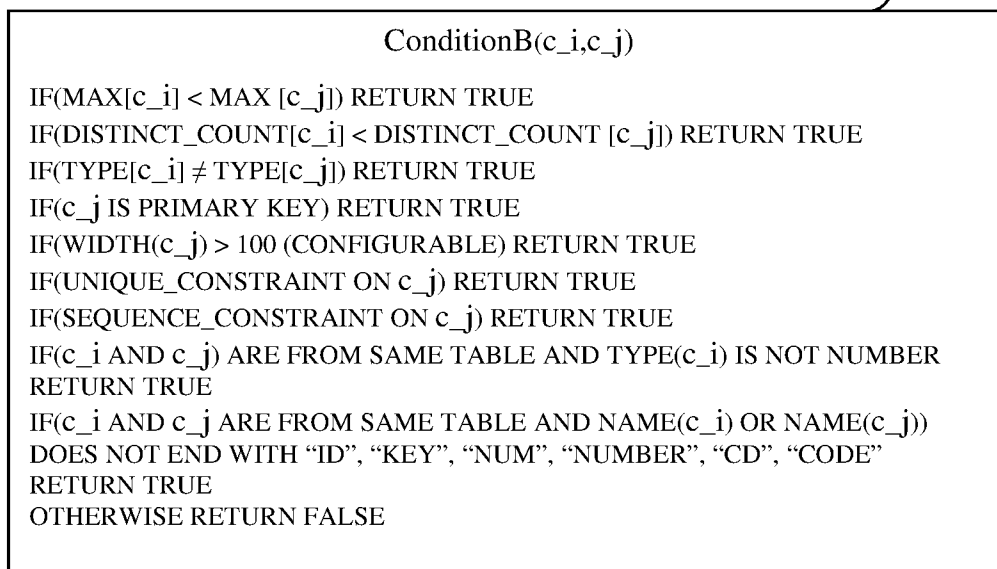 ConditionB(c_i,c_j)
IF(MAX[c_i] < MAX [c_j]) RETURN TRUE
IF(DISTINCT_COUNT[c_i] < DISTINCT_COUNT [c_j]) RETURN TRUE
IF(TYPE[c_i] ≠ TYPE[c_j]) RETURN TRUE
IF(c_j IS PRIMARY KEY) RETURN TRUE
IF(WIDTH(c_j) > 100 (CONFIGURABLE) RETURN TRUE
IF(UNIQUE_CONSTRAINT ON c_j) RETURN TRUE
IF(SEQUENCE_CONSTRAINT ON c_j) RETURN TRUE
IF(c_i AND c_j) ARE FROM SAME TABLE AND TYPE(c_i) IS NOT NUMBER
RETURN TRUE
IF(c_i AND c_j ARE FROM SAME TABLE AND NAME(c_i) OR NAME(c_j))
DOES NOT END WITH “ID”, “KEY”, “NUM”, “NUMBER”, “CD”, “CODE”
RETURN TRUE
OTHERWISE RETURN FALSE